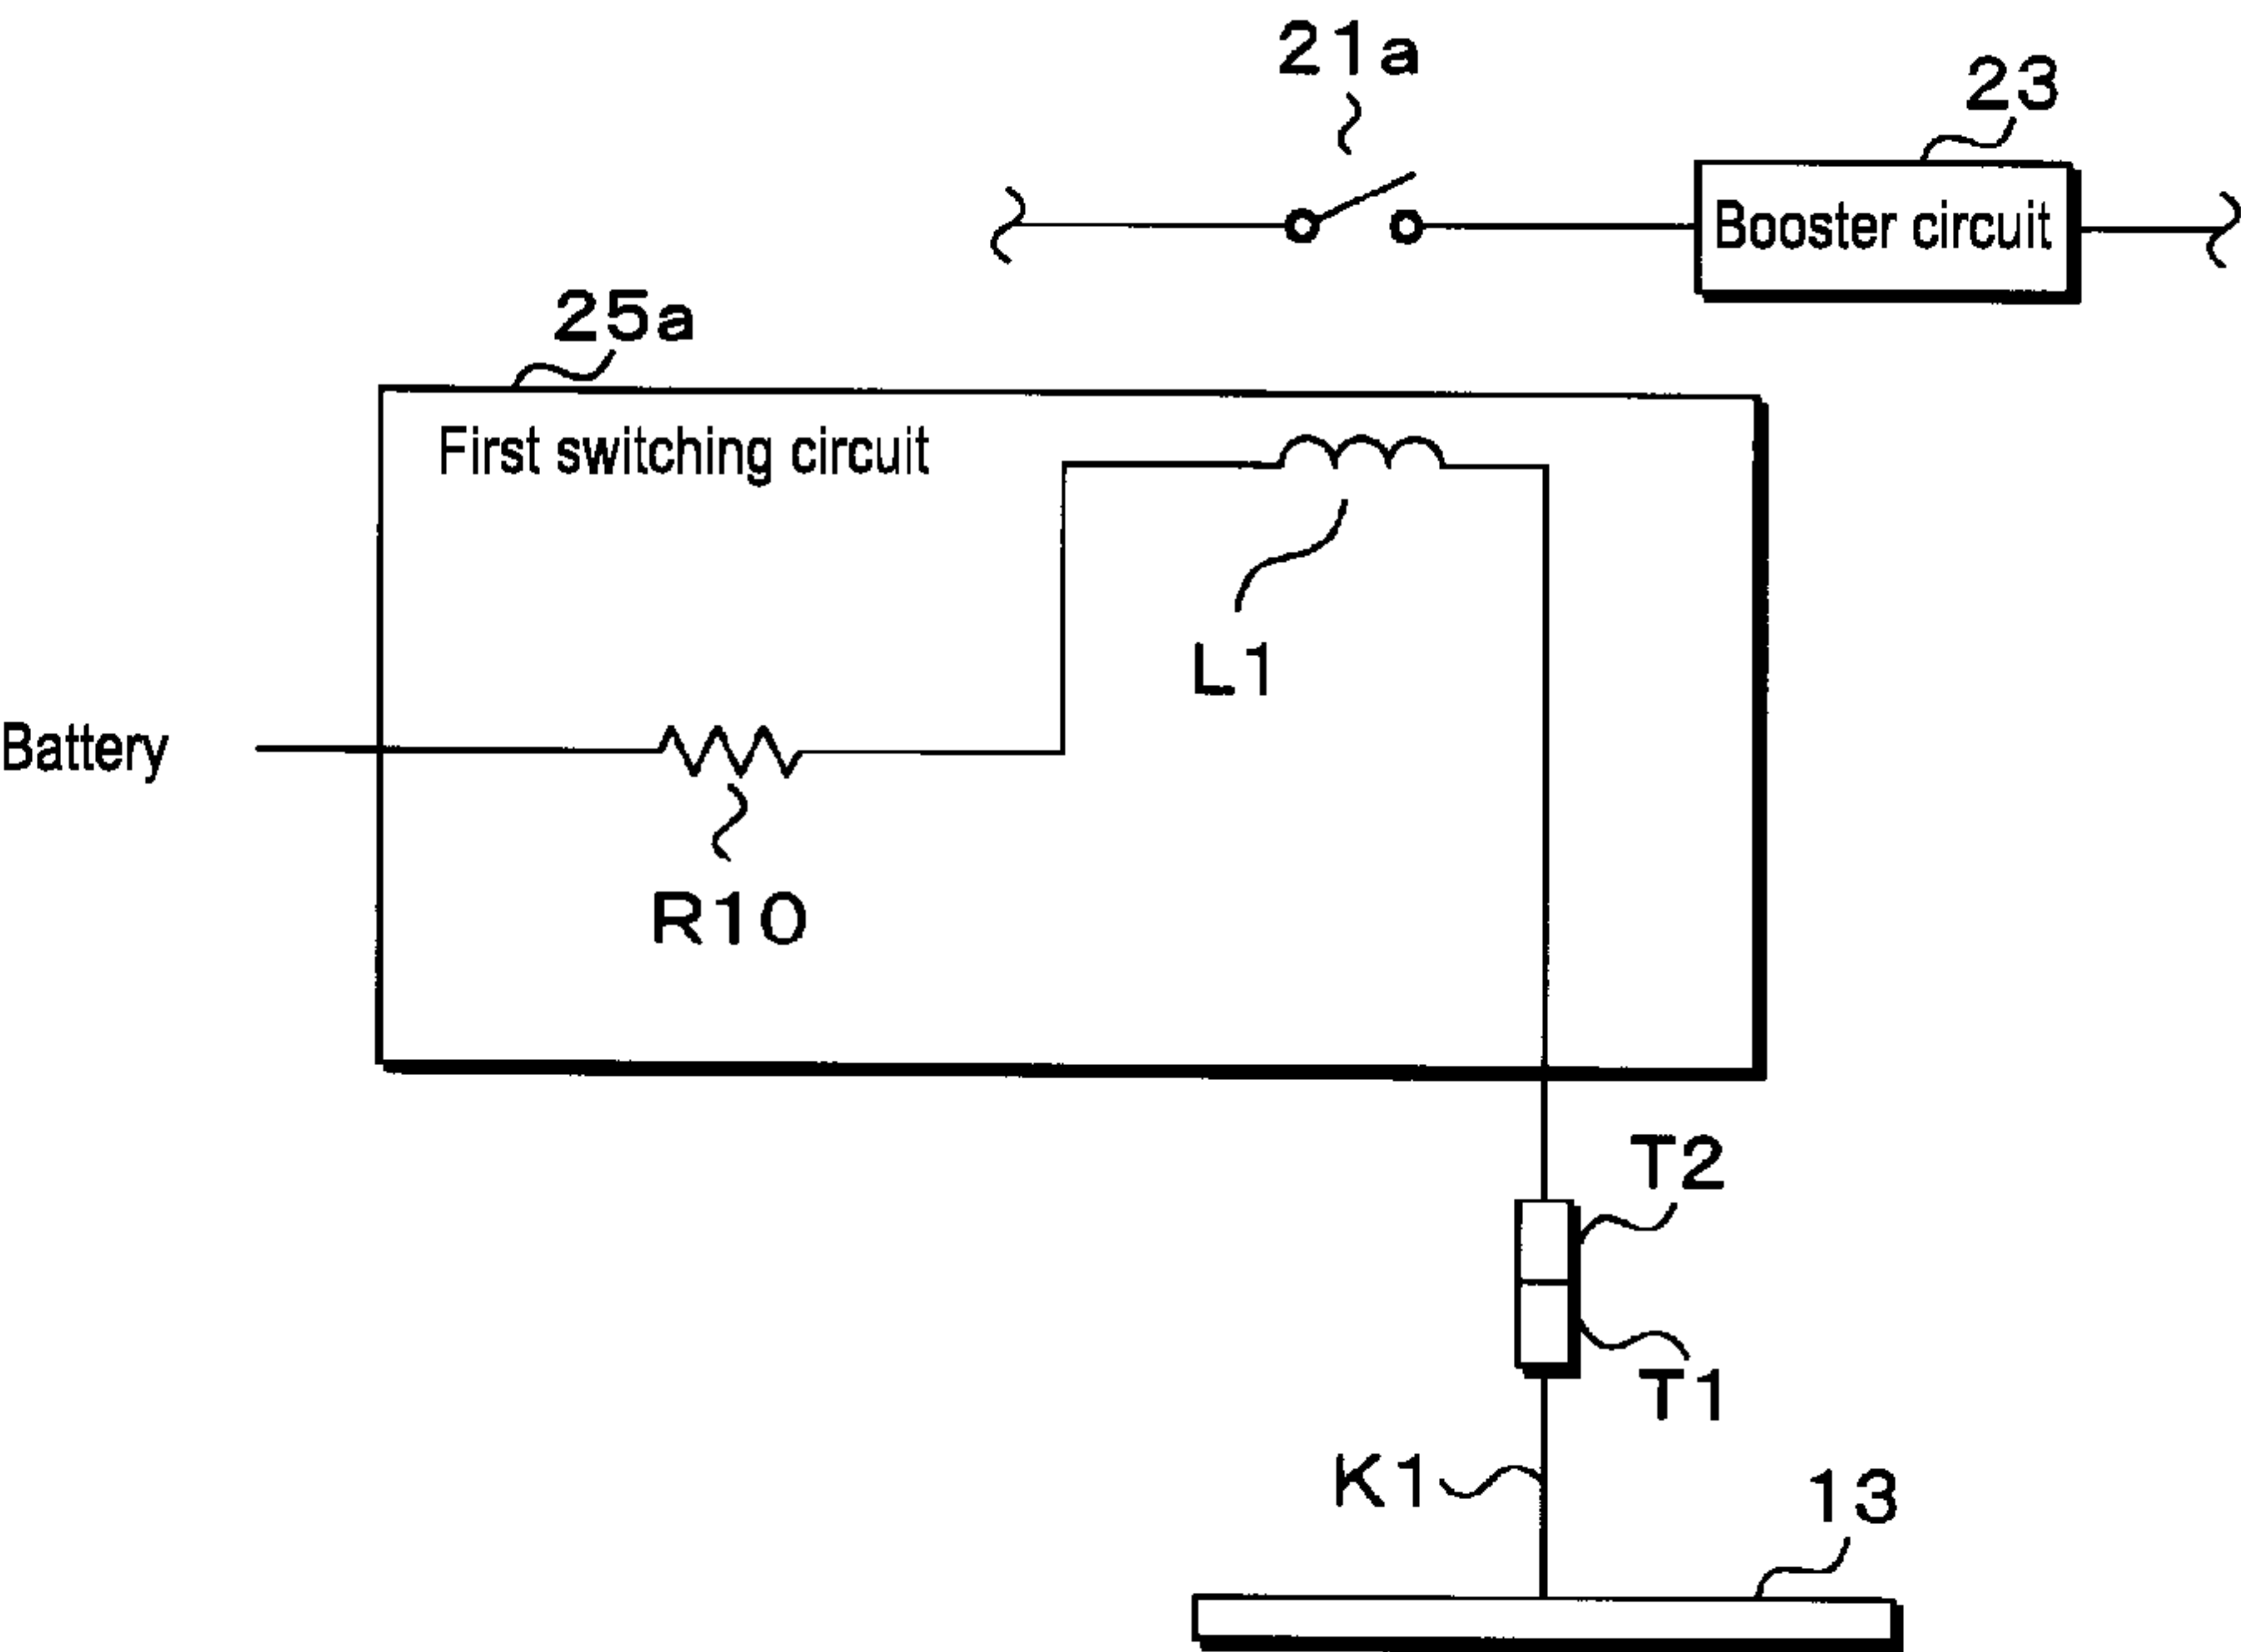 21a
23
Booster circuit
25a
First switching circuit
L1
Battery
R10
T2
T1
K1
13